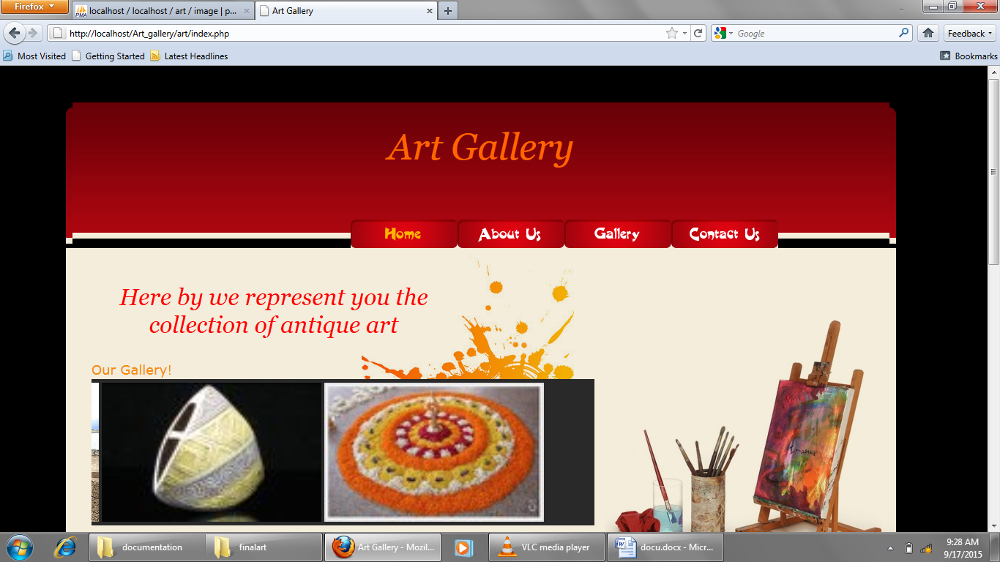 Firefox
localhost / localhost / art / image | p...
Art Gallery
http://localhost/Art_gallery/art/index.php
Google
Feedback
Most Visited
Getting Started
Latest Headlines
Bookmarks
Art Gallery
Home
About Us
Gallery
Contact Us
Here by we represent you the
collection of antique art
Our Gallery!
Imagine
documentation
finalart
Art Gallery - Mozil...
VLC media player
docu.docx - Micr...
9:28 AM
9/17/2015